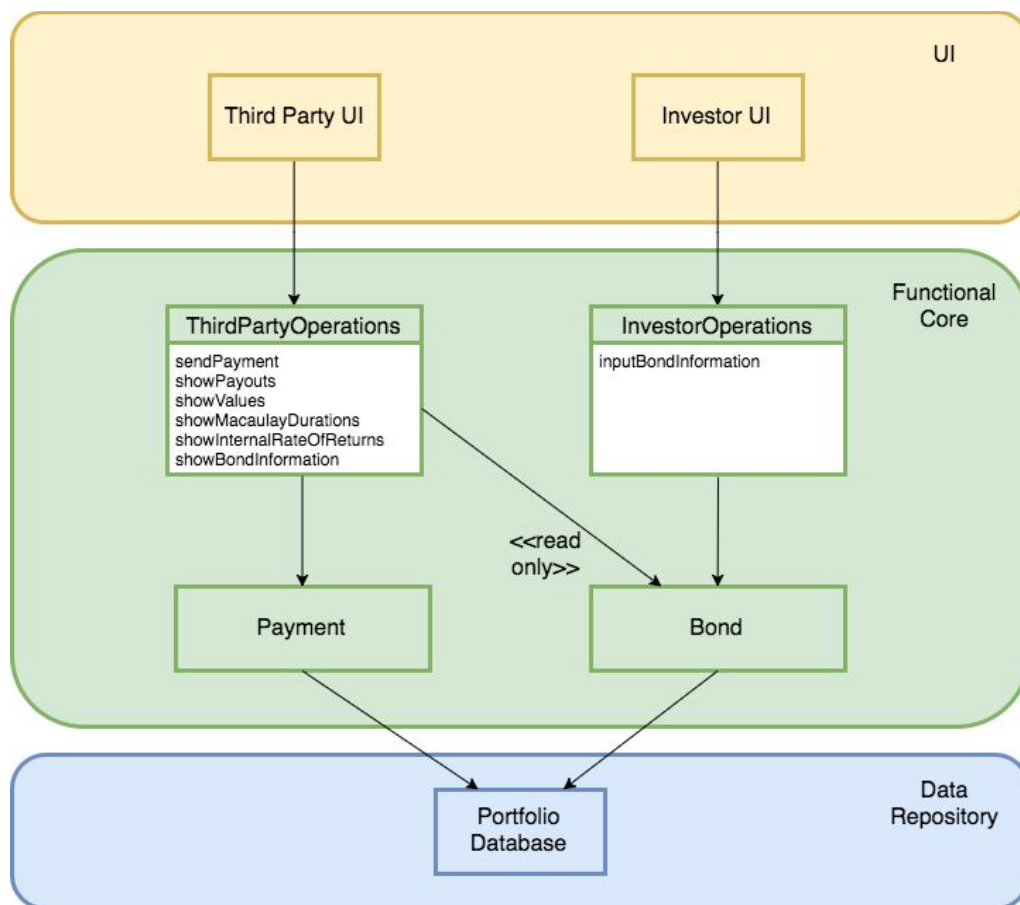 UI
Third Party UI
Investor UI
Functional
Core
ThirdPartyOperations
sendPayment
showPayouts
showValues
showMacaulayDurations
showInternalRateOfReturns
showBondInformation
InvestorOperations
inputBondInformation
<<read
only>>
Payment
Bond
Data
Repository
Portfolio
Database